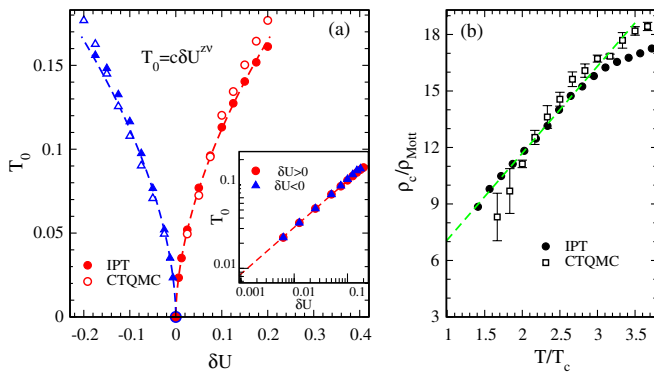 (a)
T₀=cδU^{zν}
T₀
0.15
0.1
0.05
0
-0.2 -0.1 0 0.1 0.2 0.3 0.4
δU
IPT
CTQMC
δU>0
δU<0
T₀
0.1
0.01
0.001 0.01 0.1
δU
(b)
ρ_c/ρ_Mott
18
15
12
9
6
3
1 1.5 2 2.5 3 3.5
T/T_c
IPT
CTQMC